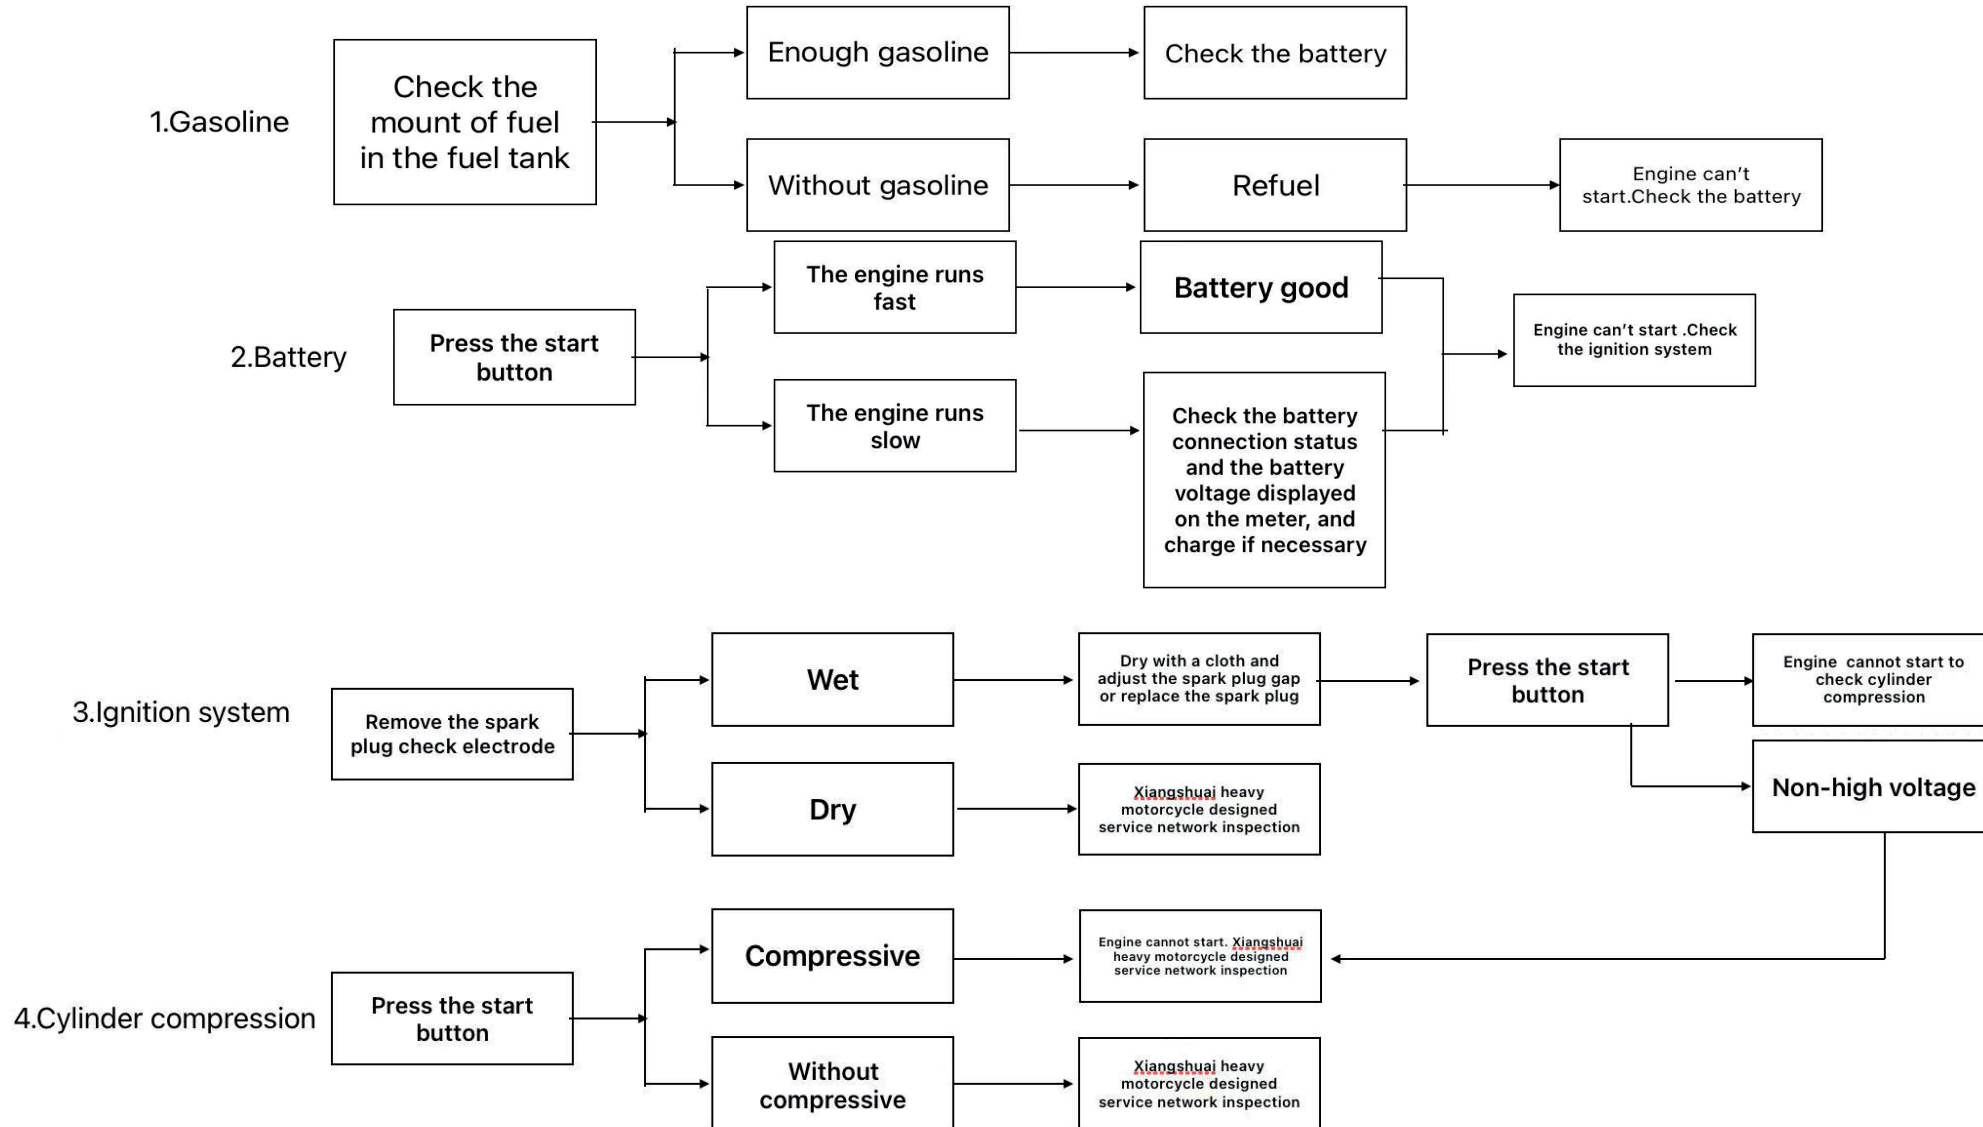 1.Gasoline
Check the
mount of fuel
in the fuel tank
Enough gasoline
Check the battery
Without gasoline
Refuel
Engine can't
start.Check the battery
2.Battery
Press the start
button
The engine runs
fast
Battery good
The engine runs
slow
Check the battery
connection status
and the battery
voltage displayed
on the meter, and
charge if necessary
Engine can't start .Check
the ignition system
3.Ignition system
Remove the spark
plug check electrode
Wet
Dry with a cloth and
adjust the spark plug gap
or replace the spark plug
Press the start
button
Engine  cannot start to
check cylinder
compression
Non-high voltage
Dry
Xiangshuai heavy
motorcycle designed
service network inspection
4.Cylinder compression
Press the start
button
Compressive
Engine cannot start. Xiangshuai
heavy motorcycle designed
service network inspection
Without
compressive
Xiangshuai heavy
motorcycle designed
service network inspection